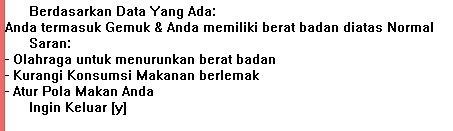 Berdasarkan Data Yang Ada:
Anda termasuk Gemuk & Anda memiliki berat badan diatas Normal
Saran:
- Olahraga untuk menurunkan berat badan
- Kurangi Konsumsi Makanan berlemak
- Atur Pola Makan Anda
Ingin Keluar [y]